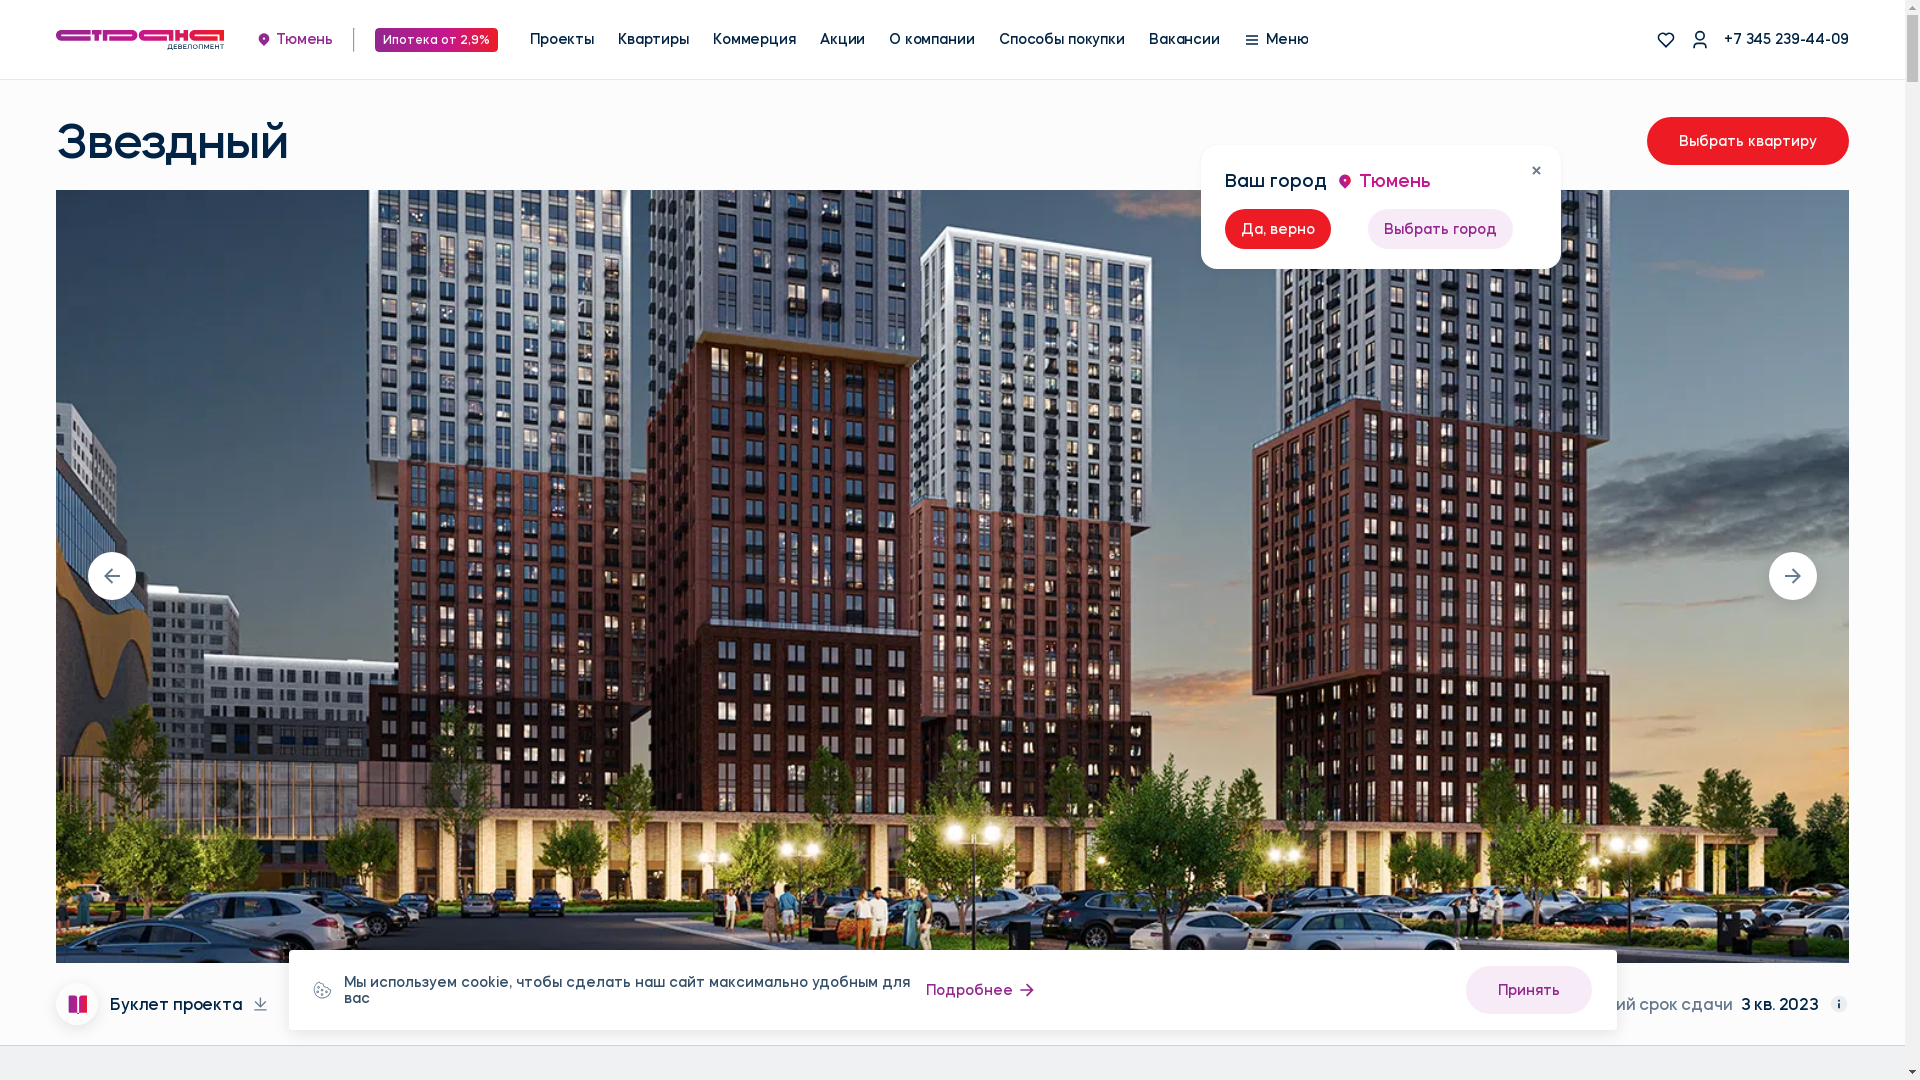 страна
ДЕВЕЛОПМЕНТ
Тюмень
Ипотека от 2,9%
Проекты
Квартиры
Коммерция
Акции
О компании
Способы покупки
Вакансии
Меню
+7 345 239-44-09
Звездный
Выбрать квартиру
Ваш город
Тюмень
Да, верно
Выбрать город
Буклет проекта
Мы используем cookie, чтобы сделать наш сайт максимально удобным для
вас
Подробнее
Принять
ий срок сдачи
3 кв. 2023